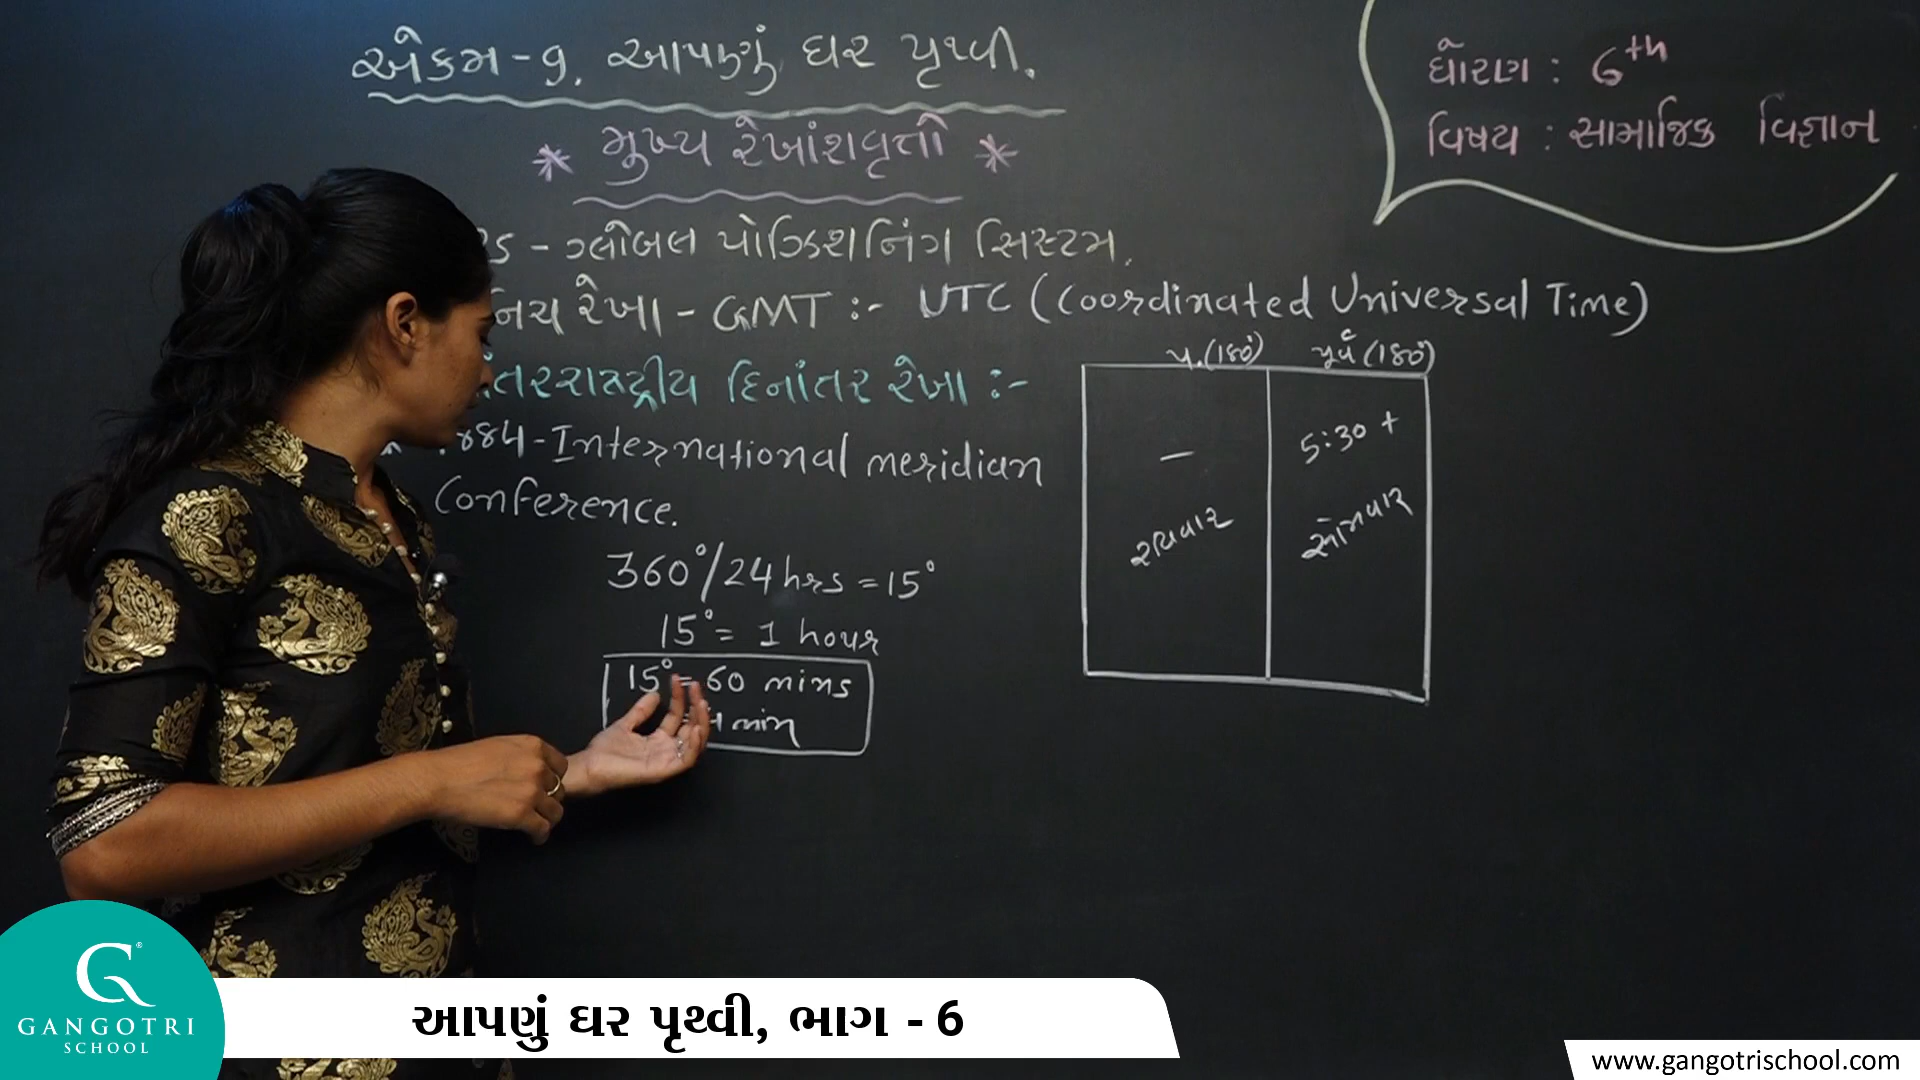 એકમ-9. આપણું ઘર પૃથ્વી.
* મુખ્ય રેખાંશવૃત્તો *
ધોરણ : 6th
વિષય : સામાજિક વિજ્ઞાન
- ગ્લોબલ પોઝિશનિંગ સિસ્ટમ.
રેખા - GMT :- UTC (Coordinated Universal Time)
દિનાંતર રેખા :-
884 - International meridian
Conference.
360°/24 hrs = 15°
15° = 1 hour
15° = 60 mins
min
પ.(180°) પૂર્વ (180°)
- 5:30 +
રવિવાર સોમવાર
G®
GANGOTRI
SCHOOL
આપણું ઘર પૃથ્વી, ભાગ - 6
www.gangotrischool.com